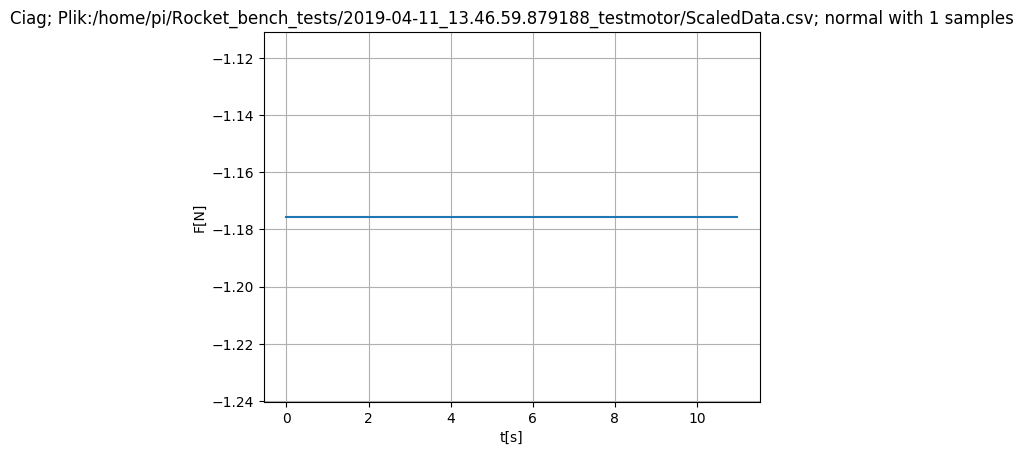 Ciag; Plik:/home/pi/Rocket_bench_tests/2019-04-11_13.46.59.879188_testmotor/ScaledData.csv; normal with 1 samples
−1.12
−1.14
−1.16
−1.18
−1.20
−1.22
−1.24
F[N]
0 2 4 6 8 10
t[s]